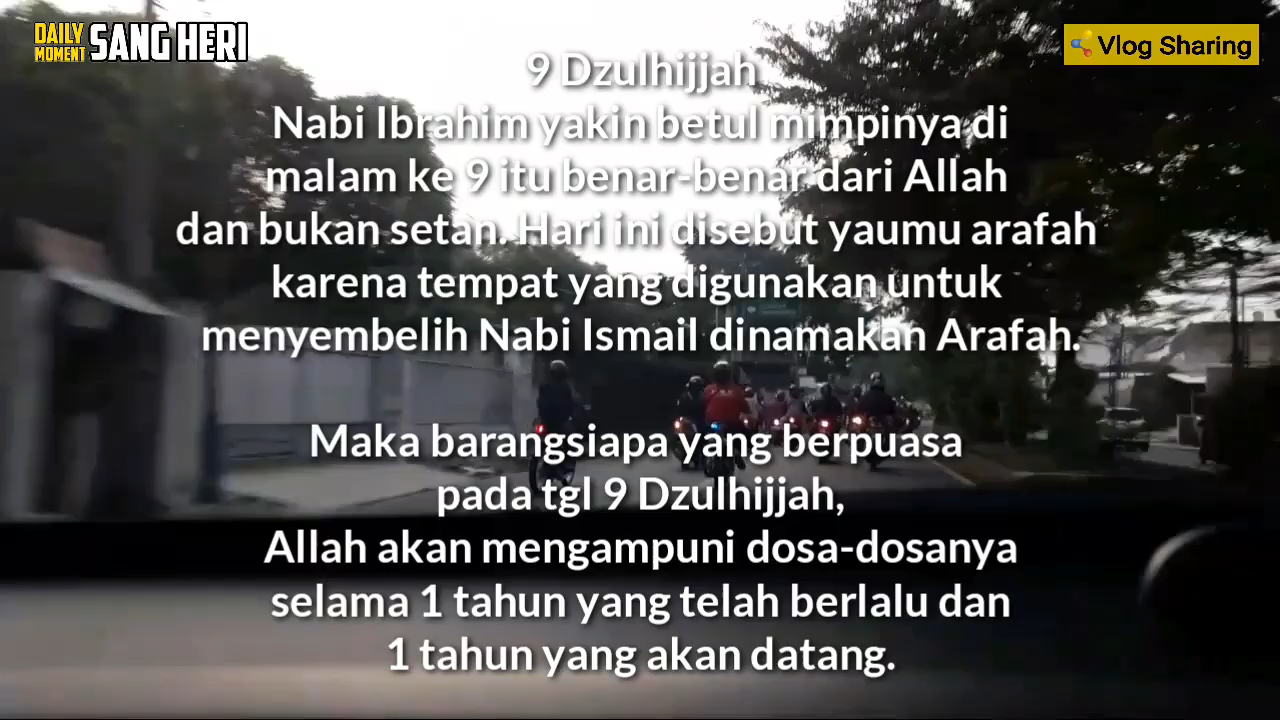 DAILY
MOMENT
SANG HERI
Vlog Sharing
9 Dzulhijjah
Nabi Ibrahim yakin betul mimpinya di
malam ke 9 itu benar-benar dari Allah
dan bukan setan. Hari ini disebut yaumu arafah
karena tempat yang digunakan untuk
menyembelih Nabi Ismail dinamakan Arafah.
Maka barangsiapa yang berpuasa
pada tgl 9 Dzulhijjah,
Allah akan mengampuni dosa-dosanya
selama 1 tahun yang telah berlalu dan
1 tahun yang akan datang.